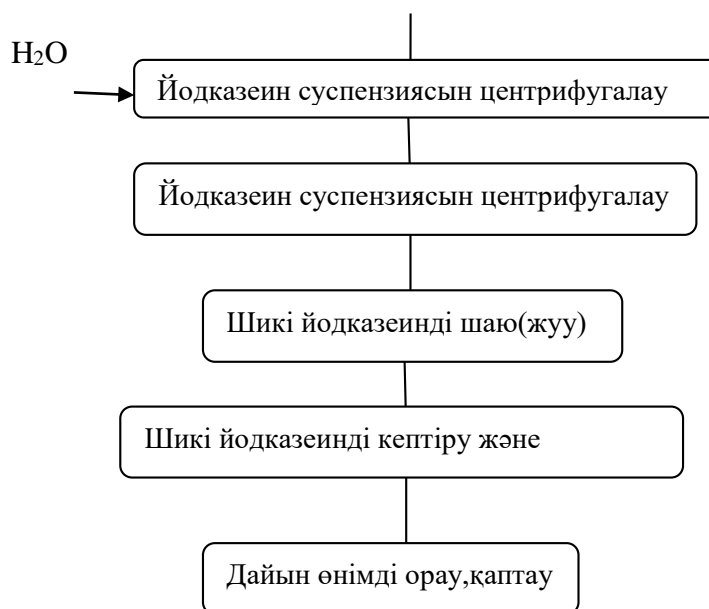 H₂O
Йодказеин суспензиясын центрифугалау
Йодказеин суспензиясын центрифугалау
Шикі йодказеинді шаю(жуу)
Шикі йодказеинді кептіру және
Дайын өнімді орау,қаптау